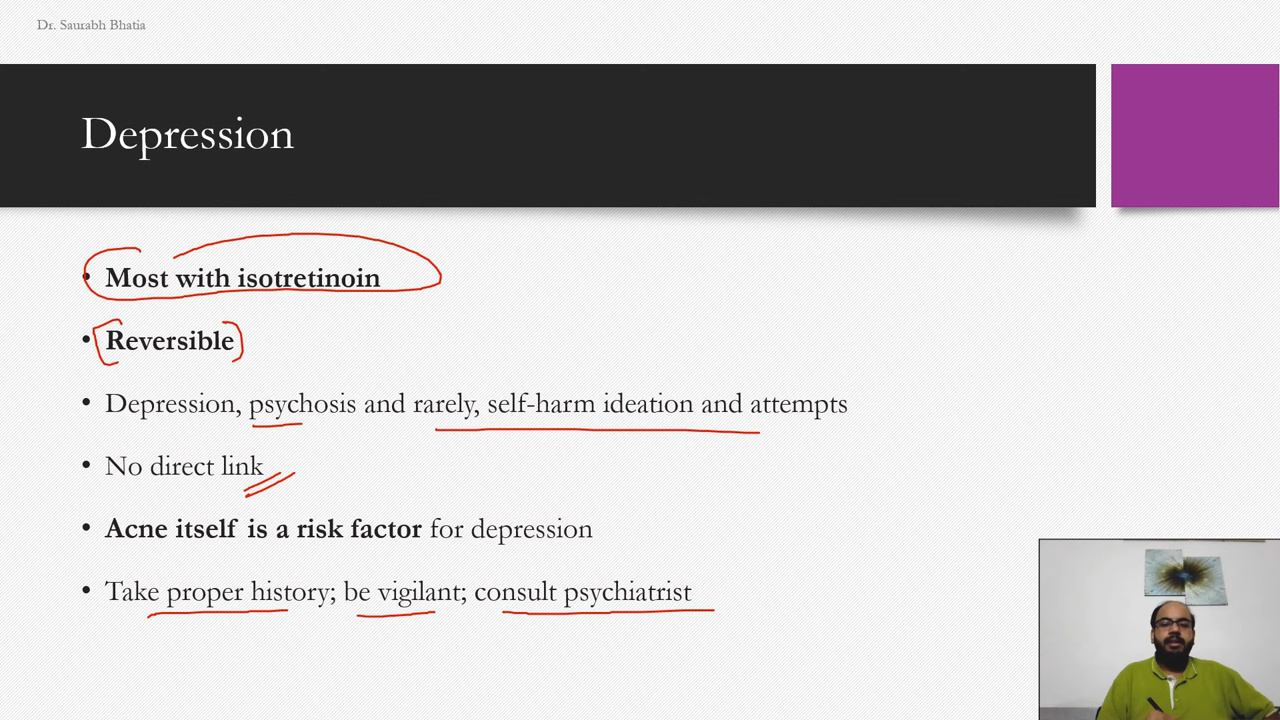 Dr. Saurabh Bhatia
Depression
• Most with isotretinoin
• Reversible
• Depression, psychosis and rarely, self-harm ideation and attempts
• No direct link
• Acne itself is a risk factor for depression
• Take proper history; be vigilant; consult psychiatrist